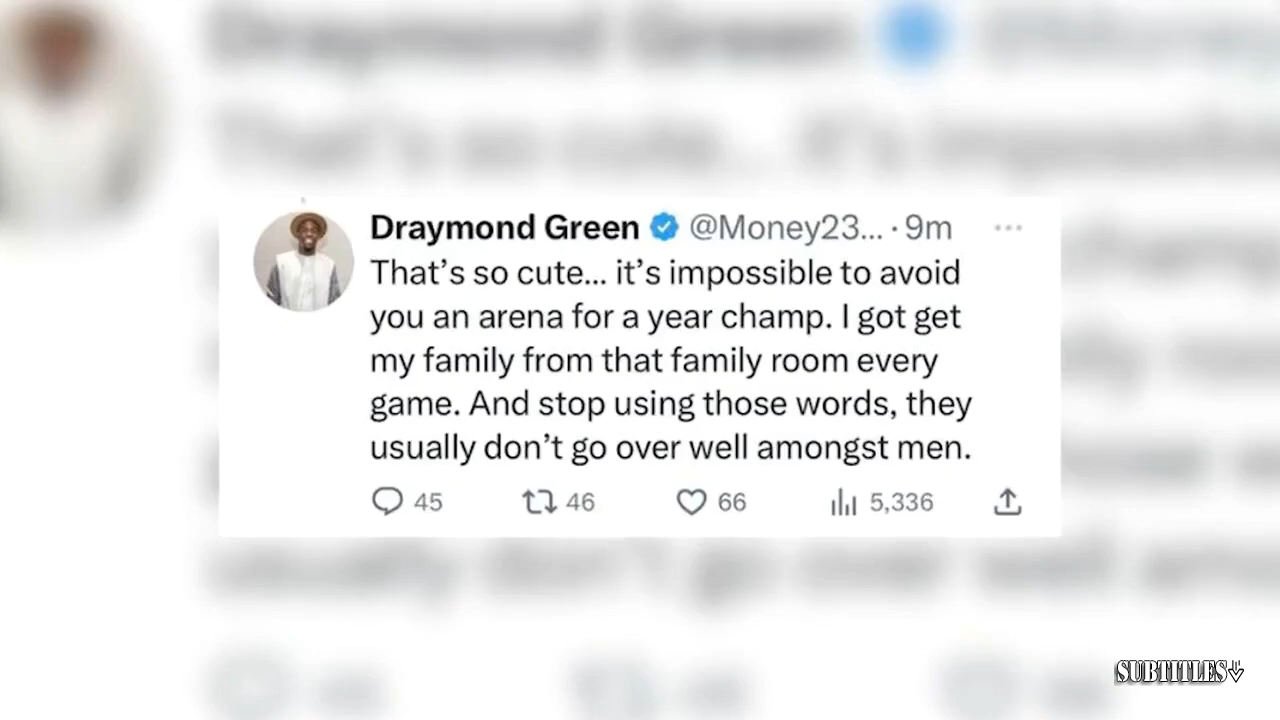 Draymond Green @Money23... · 9m ...
That's so cute... it's impossible to avoid
you an arena for a year champ. I got get
my family from that family room every
game. And stop using those words, they
usually don't go over well amongst men.
45 46 66 5,336
SUBTITLES